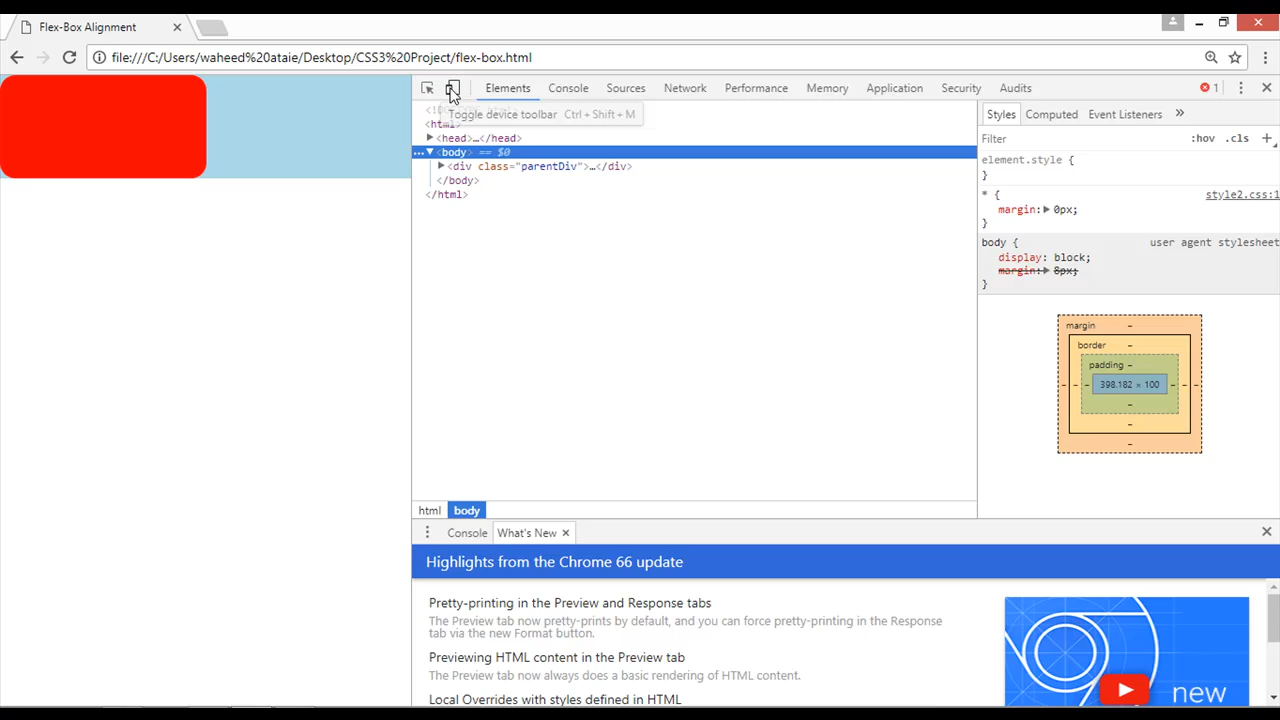 Flex-Box Alignment
file:///C:/Users/waheed%20ataie/Desktop/CSS3%20Project/flex-box.html
Elements Console Sources Network Performance Memory Application Security Audits 1
Toggle device toolbar Ctrl + Shift + M
<html>
<head>…</head>
<body> == $0
<div class="parentDiv">…</div>
</body>
</html>
html body
Styles Computed Event Listeners »
Filter :hov .cls +
element.style {
}
* { style2.css:1
margin: 0px;
}
body { user agent stylesheet
display: block;
margin: 8px;
}
margin –
border –
padding –
– – – 398.182 × 100 – – –
–
–
–
Console What's New
Highlights from the Chrome 66 update
Pretty-printing in the Preview and Response tabs
The Preview tab now pretty-prints by default, and you can force pretty-printing in the Response
tab via the new Format button.
Previewing HTML content in the Preview tab
The Preview tab now always does a basic rendering of HTML content.
Local Overrides with styles defined in HTML
new